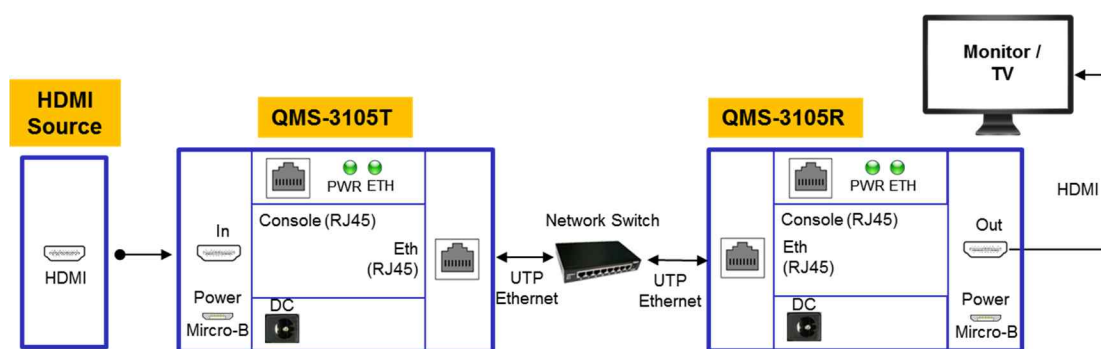 Monitor /
TV
HDMI
Source
QMS-3105T
QMS-3105R
PWR ETH
PWR ETH
HDMI
In
Console (RJ45)
Network Switch
Console (RJ45)
Out
Eth
(RJ45)
Eth
(RJ45)
HDMI
UTP
Ethernet
UTP
Ethernet
Power
Mircro-B
DC
DC
Power
Mircro-B